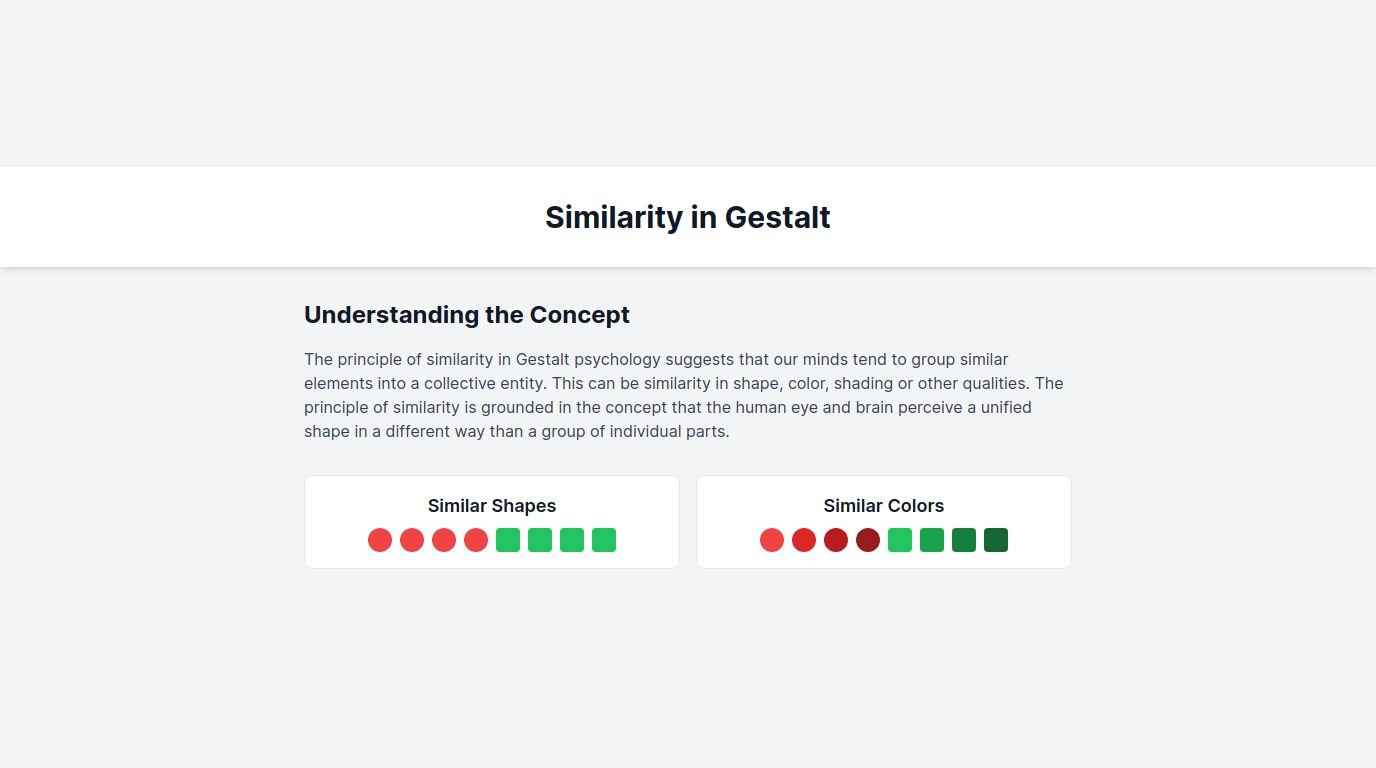 Similarity in Gestalt
Understanding the Concept
The principle of similarity in Gestalt psychology suggests that our minds tend to group similar
elements into a collective entity. This can be similarity in shape, color, shading or other qualities. The
principle of similarity is grounded in the concept that the human eye and brain perceive a unified
shape in a different way than a group of individual parts.
Similar Shapes
Similar Colors